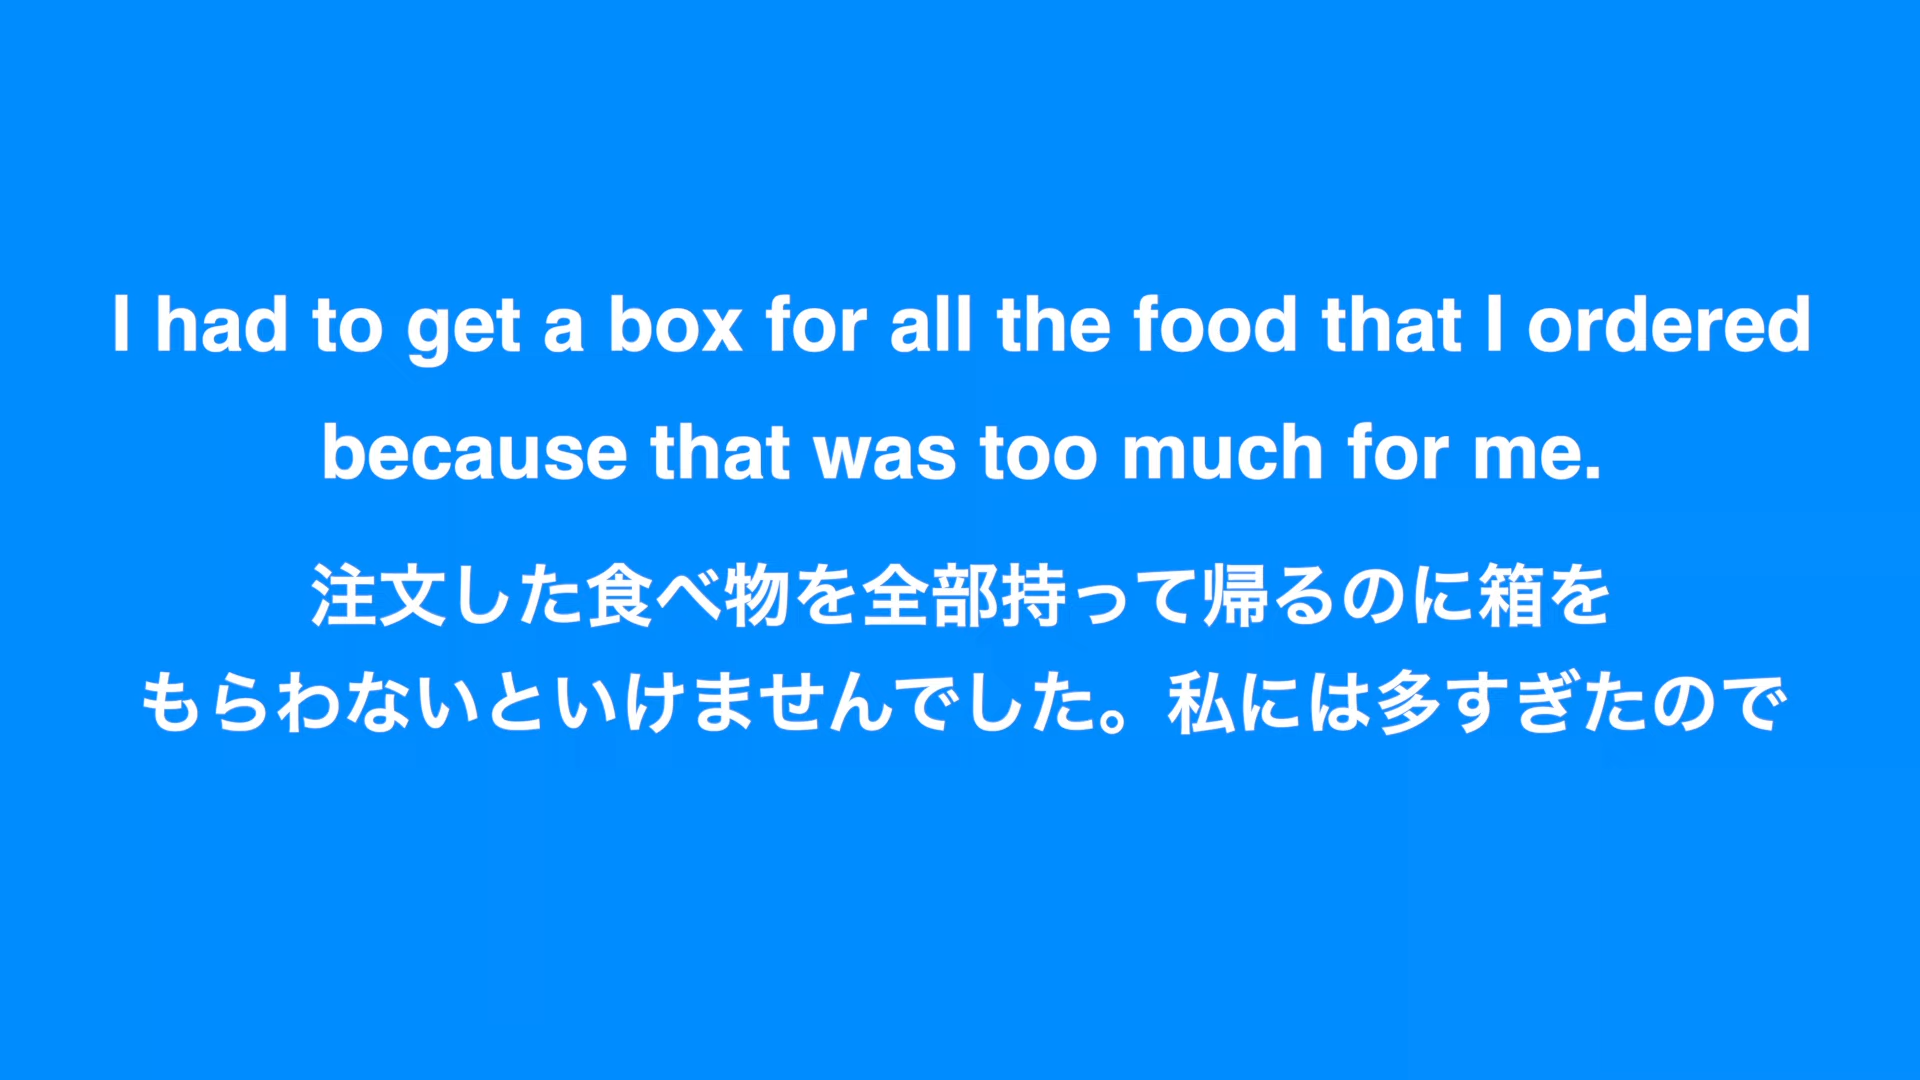 I had to get a box for all the food that I ordered
because that was too much for me.
注文した食べ物を全部持って帰るのに箱を
もらわないといけませんでした。私には多すぎたので